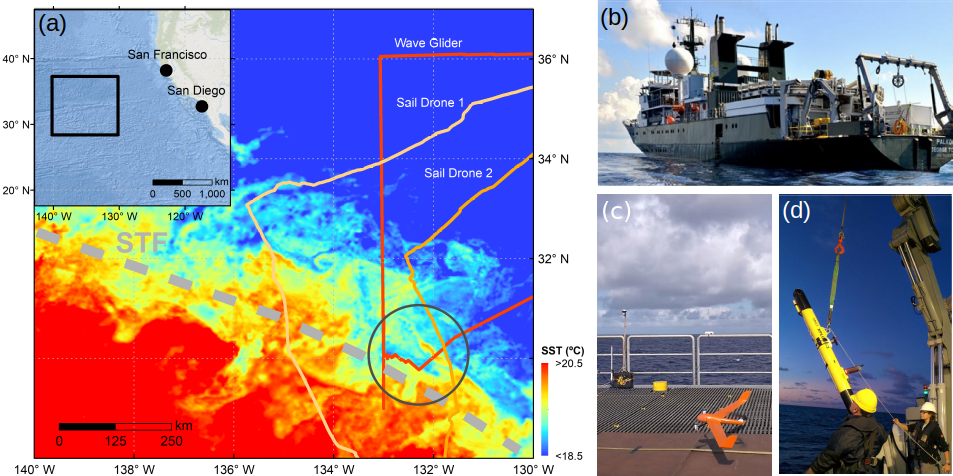 (a)
San Francisco
San Diego
km
0 500 1,000
40° N
30° N
20° N
140° W 130° W 120° W
Wave Glider
Sail Drone 1
Sail Drone 2
STF
36° N
34° N
32° N
SST (ºC)
>20.5
<18.5
km
0 125 250
140° W 138° W 136° W 134° W 132° W 130° W
(b)
(c)
(d)